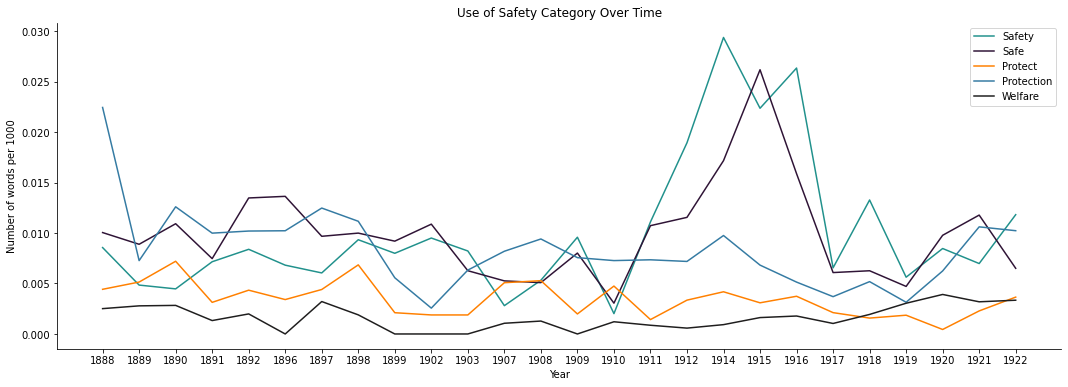 Use of Safety Category Over Time
Safety
Safe
Protect
Protection
Welfare
Number of words per 1000
0.030
0.025
0.020
0.015
0.010
0.005
0.000
1888 1889 1890 1891 1892 1896 1897 1898 1899 1902 1903 1907 1908 1909 1910 1911 1912 1914 1915 1916 1917 1918 1919 1920 1921 1922
Year